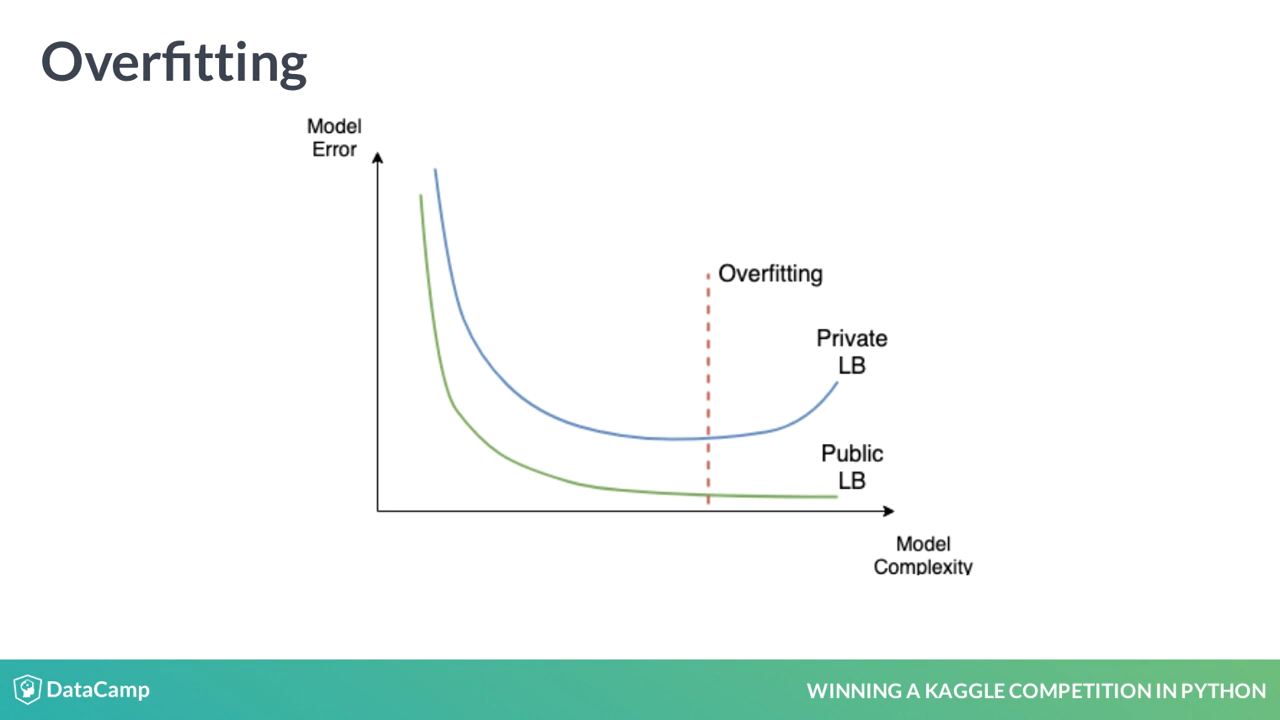 Overfitting
Model
Error
Overfitting
Private
LB
Public
LB
Model
Complexity
DataCamp
WINNING A KAGGLE COMPETITION IN PYTHON